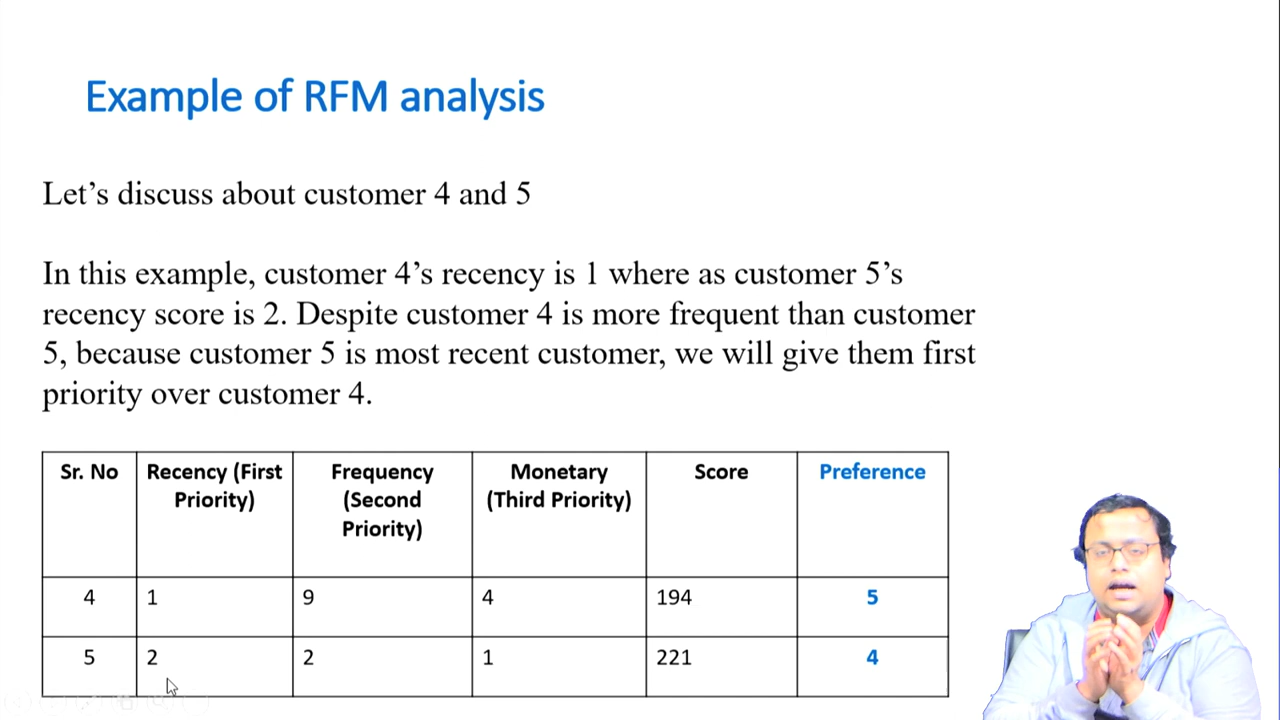 Example of RFM analysis
Let’s discuss about customer 4 and 5
In this example, customer 4’s recency is 1 where as customer 5’s
recency score is 2. Despite customer 4 is more frequent than customer
5, because customer 5 is most recent customer, we will give them first
priority over customer 4.
Sr. No Recency (First Priority) Frequency (Second Priority) Monetary (Third Priority) Score Preference
4 1 9 4 194 5
5 2 2 1 221 4